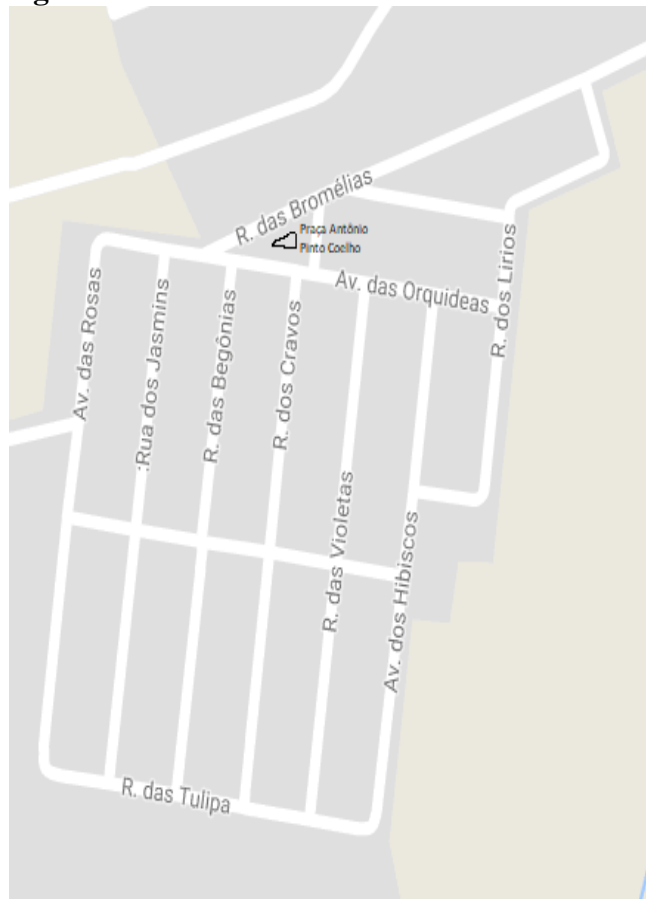 g
R. das Bromélias
Praça Antônio
Pinto Coelho
Av. das Orquideas
R. dos Lirios
Av. das Rosas
:Rua dos Jasmins
R. das Begônias
R. dos Cravos
R. das Violetas
Av. dos Hibiscos
R. das Tulipa